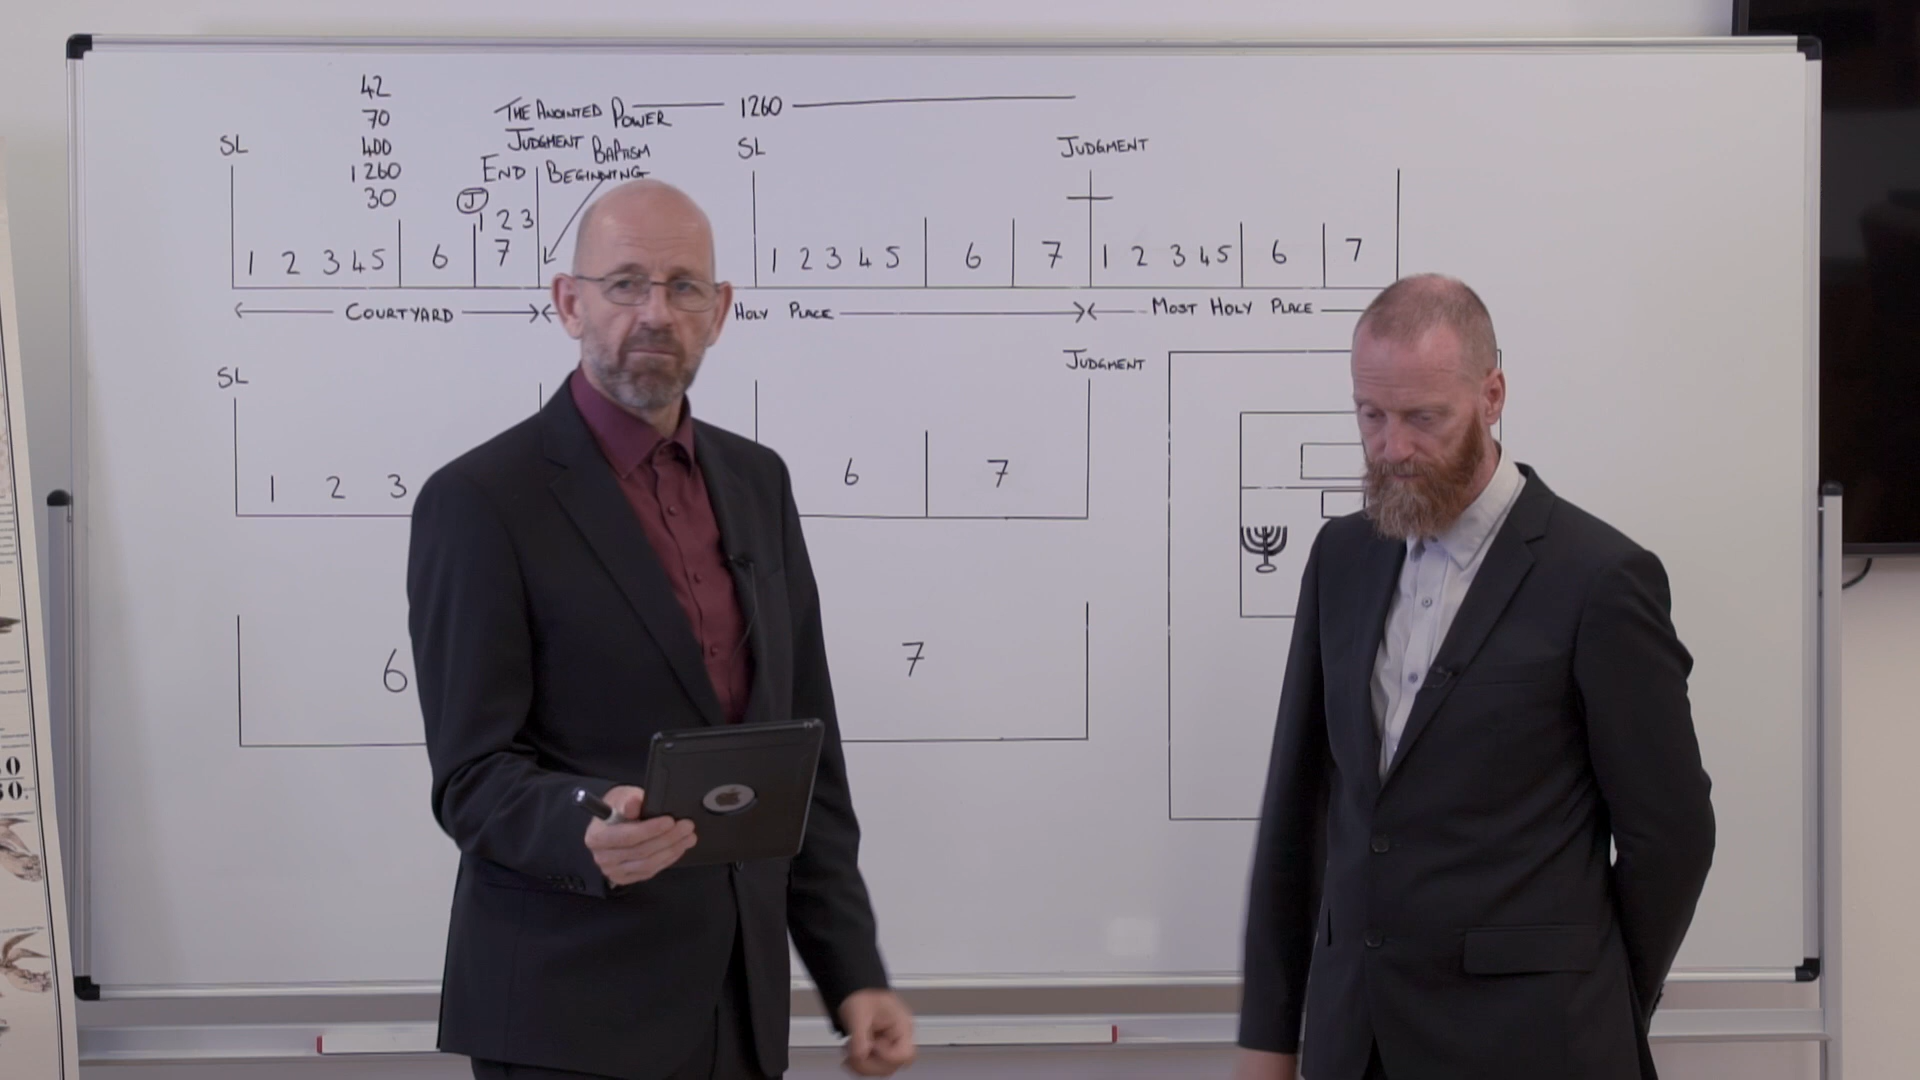 42
70
400
1260
30
THE ANOINTED POWER 1260
JUDGMENT BAPTISM
END BEGINNING
SL
SL
JUDGMENT
J
1 2 3
1 2 3 4 5 6 7
1 2 3 4 5 6 7
1 2 3 4 5 6 7
COURTYARD
HOLY PLACE
MOST HOLY PLACE
SL
JUDGMENT
1 2 3
6 7
6
7
0
60.